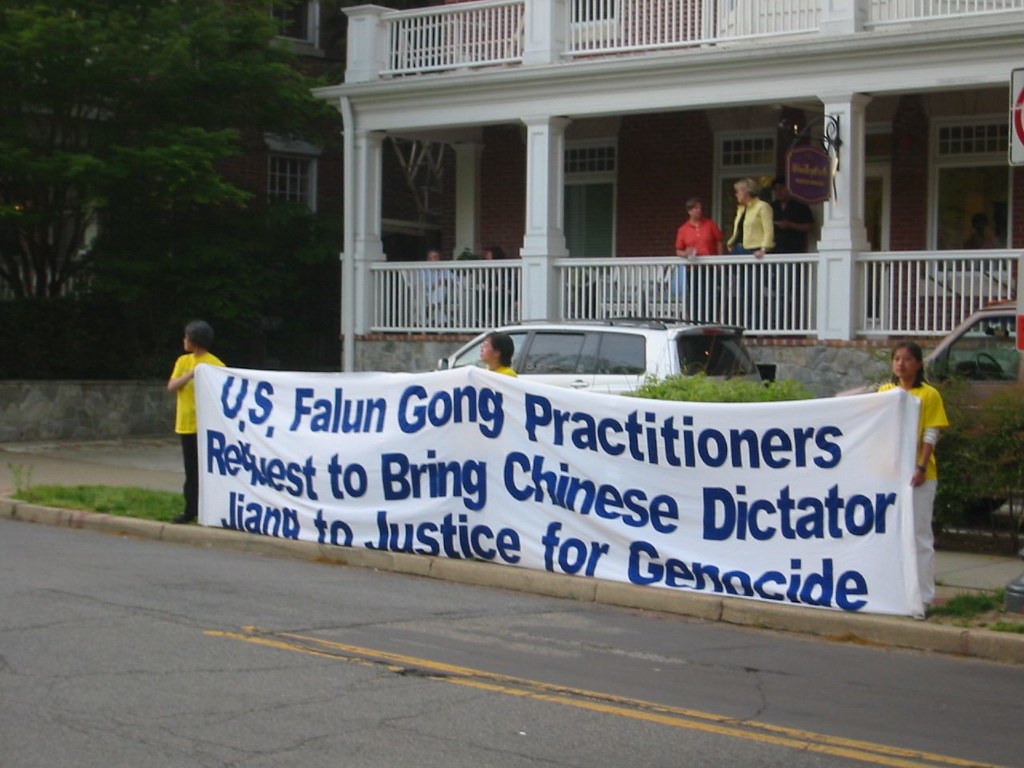 U.S. Falun Gong Practitioners
Request to Bring Chinese Dictator
Jiang to Justice for Genocide